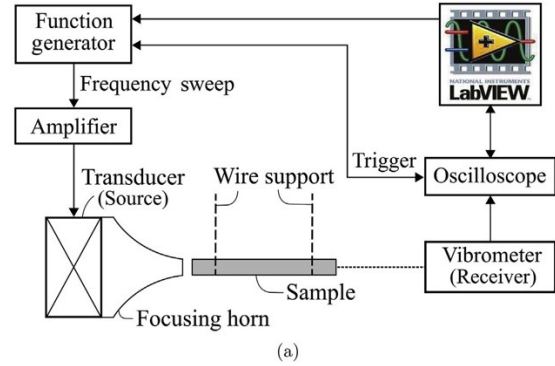 Function
generator
Frequency sweep
Amplifier
Transducer
(Source)
Wire support
Trigger
NATIONAL INSTRUMENTS
LabVIEW
Oscilloscope
Vibrometer
(Receiver)
Sample
Focusing horn
(a)